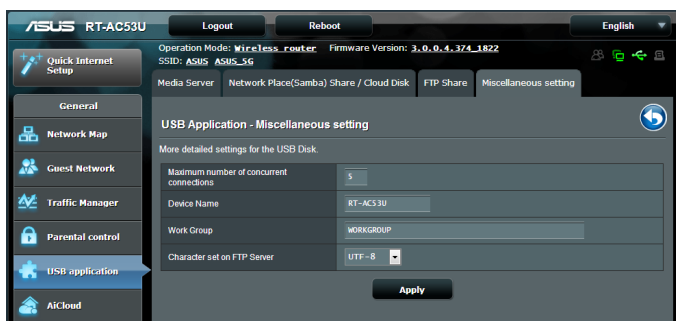 ASUS RT-AC53U Logout Reboot English
Quick Internet Setup
Operation Mode: Wireless router Firmware Version: 3.0.0.4.374_1822
SSID: ASUS ASUS_5G
Media Server Network Place(Samba) Share / Cloud Disk FTP Share Miscellaneous setting
General
Network Map
Guest Network
Traffic Manager
Parental control
USB application
AiCloud
USB Application - Miscellaneous setting
More detailed settings for the USB Disk.
Maximum number of concurrent connections 5
Device Name RT-AC53U
Work Group WORKGROUP
Character set on FTP Server UTF-8
Apply